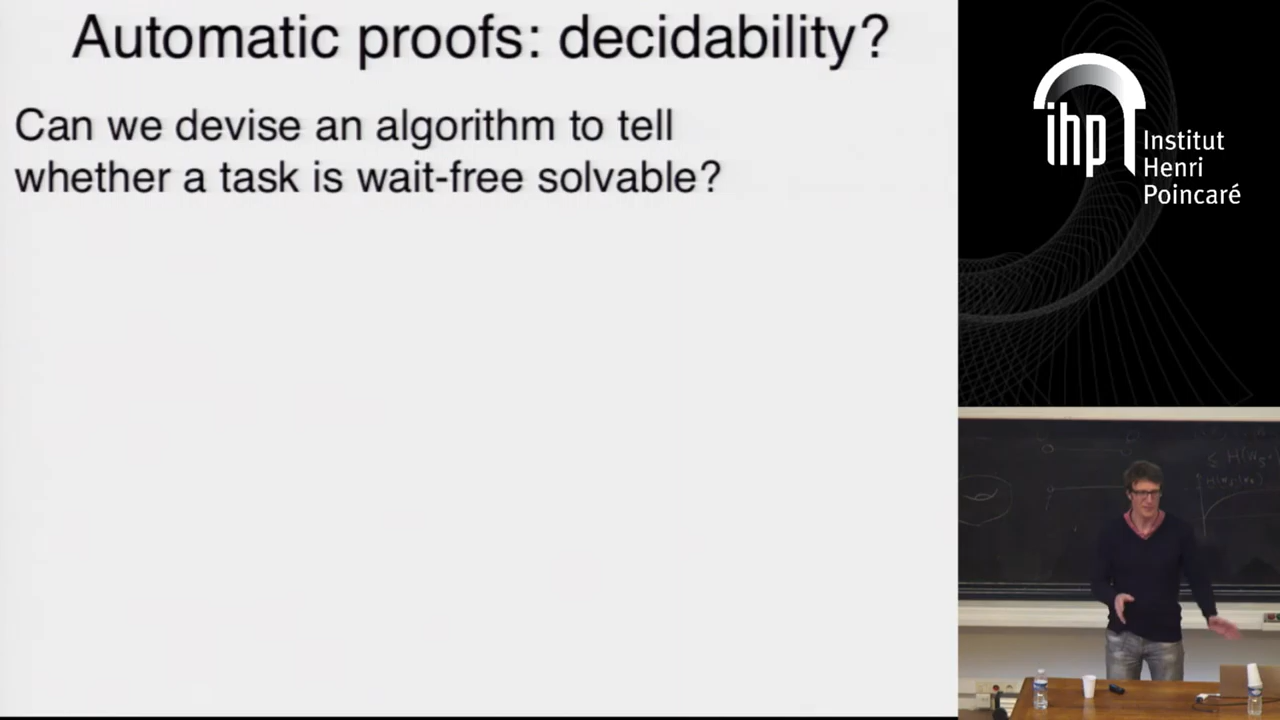 Automatic proofs: decidability?
Can we devise an algorithm to tell
whether a task is wait-free solvable?
ihp
Institut
Henri
Poincaré